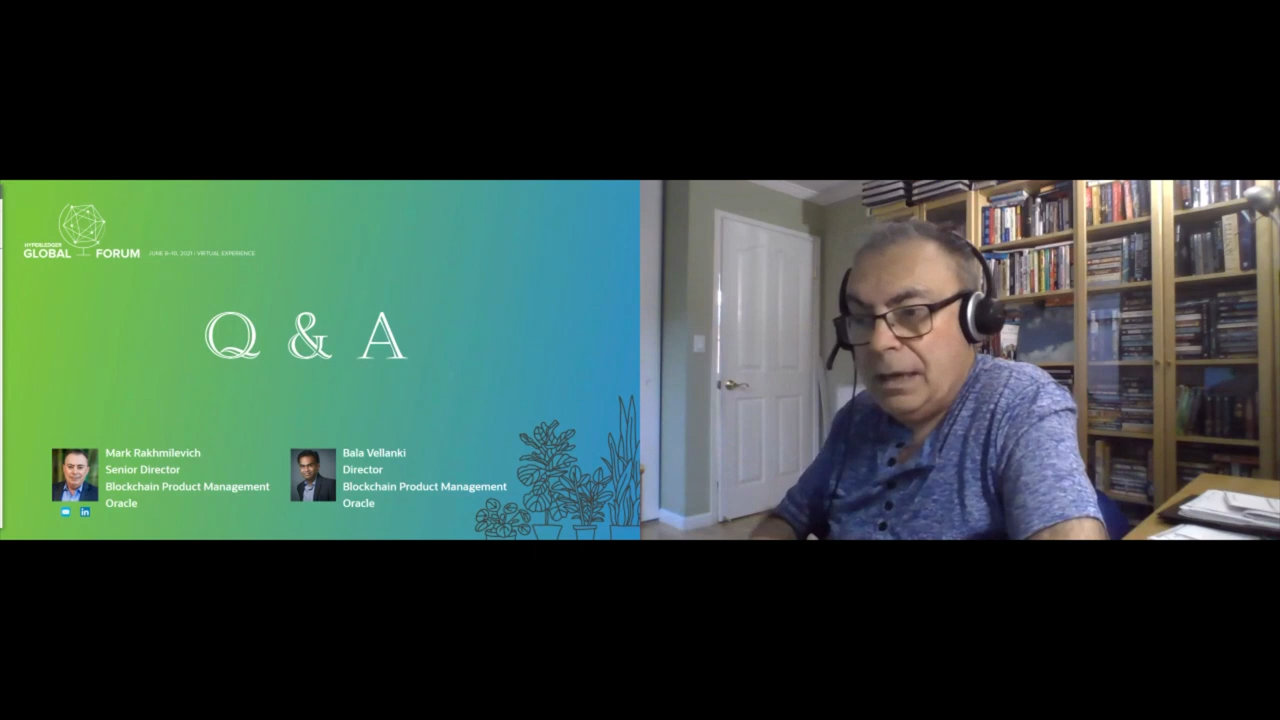 HYPERLEDGER
GLOBAL FORUM JUNE 8-10, 2021 | VIRTUAL EXPERIENCE
Q & A
Mark Rakhmilevich
Senior Director
Blockchain Product Management
Oracle
in
Bala Vellanki
Director
Blockchain Product Management
Oracle